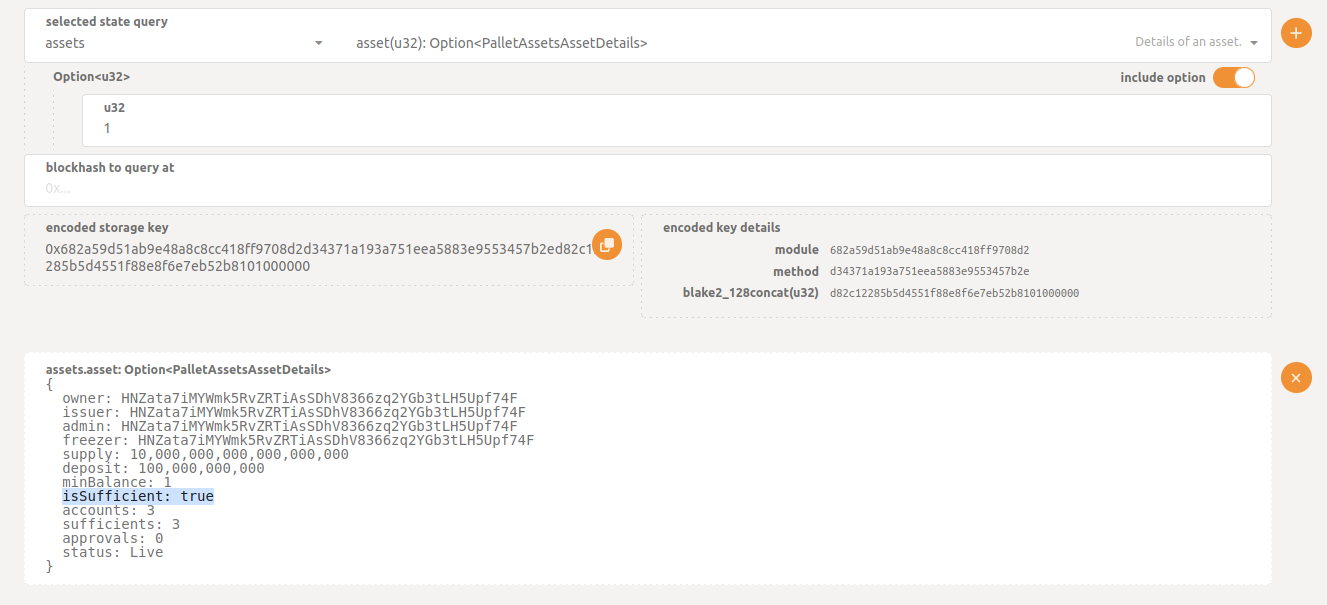 selected state query
assets
asset(u32): Option<PalletAssetsAssetDetails>
Details of an asset.
Option<u32>
include option
u32
1
blockhash to query at
0x...
encoded storage key
0x682a59d51ab9e48a8c8cc418ff9708d2d34371a193a751eea5883e9553457b2ed82c1
285b5d4551f88e8f6e7eb52b8101000000
encoded key details
module 682a59d51ab9e48a8c8cc418ff9708d2
method d34371a193a751eea5883e9553457b2e
blake2_128concat(u32) d82c12285b5d4551f88e8f6e7eb52b8101000000
assets.asset: Option<PalletAssetsAssetDetails>
{
owner: HNZata7iMYWmk5RvZRTiAsSDhV8366zq2YGb3tLH5Upf74F
issuer: HNZata7iMYWmk5RvZRTiAsSDhV8366zq2YGb3tLH5Upf74F
admin: HNZata7iMYWmk5RvZRTiAsSDhV8366zq2YGb3tLH5Upf74F
freezer: HNZata7iMYWmk5RvZRTiAsSDhV8366zq2YGb3tLH5Upf74F
supply: 10,000,000,000,000,000,000
deposit: 100,000,000,000
minBalance: 1
isSufficient: true
accounts: 3
sufficients: 3
approvals: 0
status: Live
}